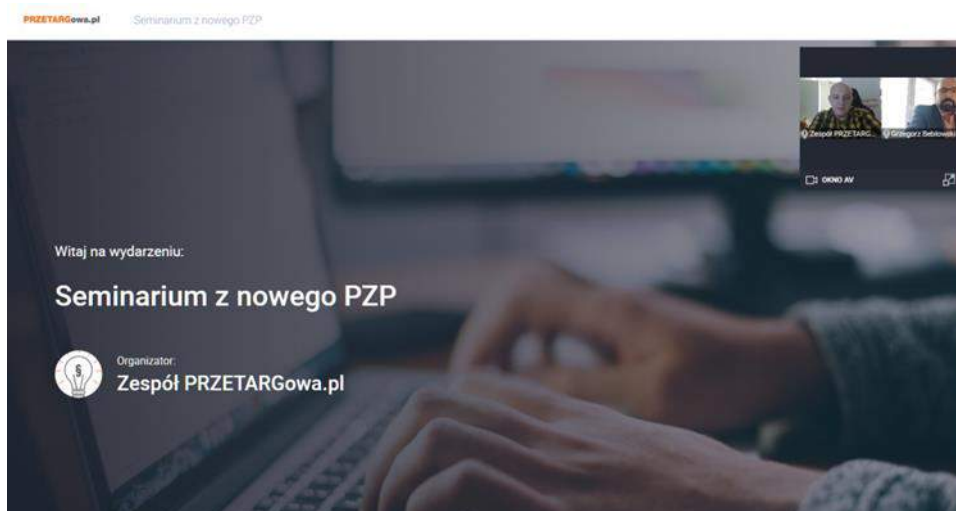 PRZETARGowa.pl
Seminarium z nowego PZP
Zespół PRZETARG...
Grzegorz Bebłowski
OKNO AV
Witaj na wydarzeniu:
Seminarium z nowego PZP
§
Organizator:
Zespół PRZETARGowa.pl